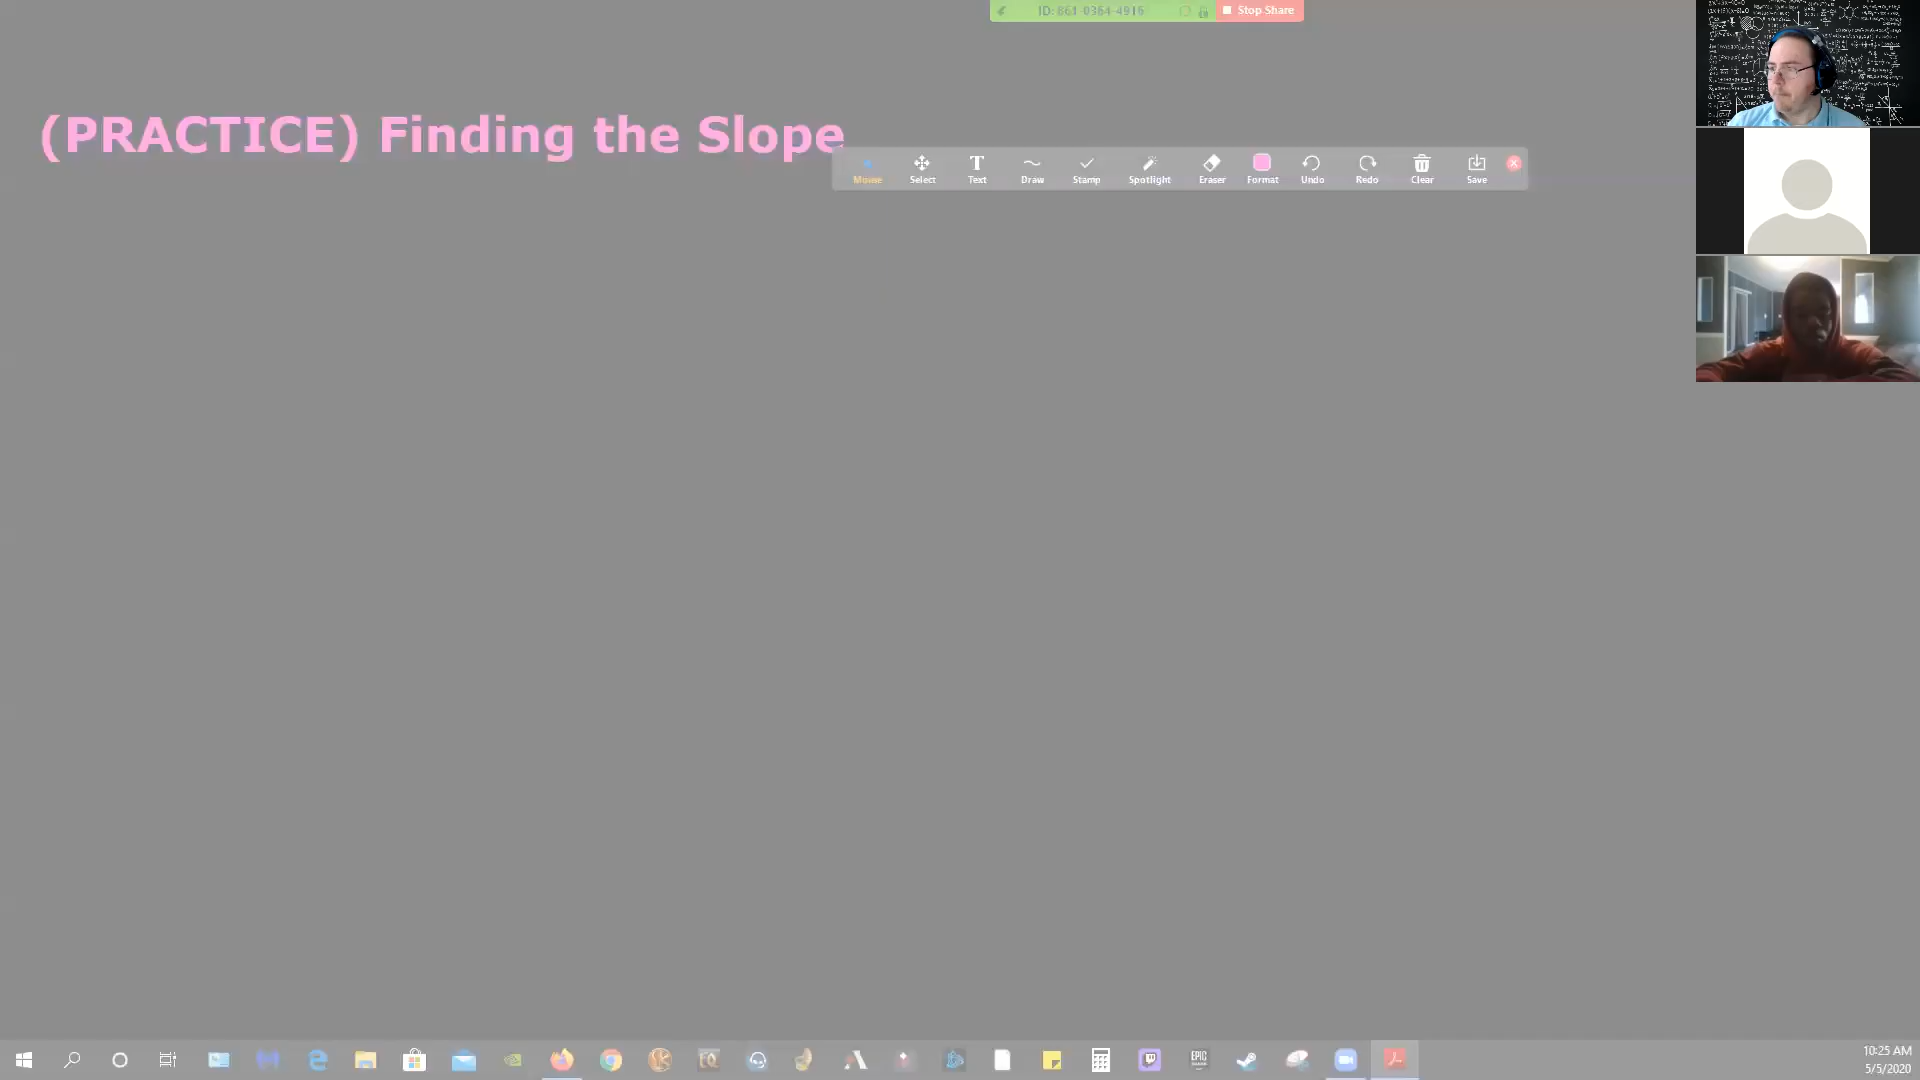 ID: 861-0364-4916
Stop Share
(PRACTICE) Finding the Slope
Mouse
Select
Text
Draw
Stamp
Spotlight
Eraser
Format
Undo
Redo
Clear
Save
EPIC
10:25 AM
5/5/2020